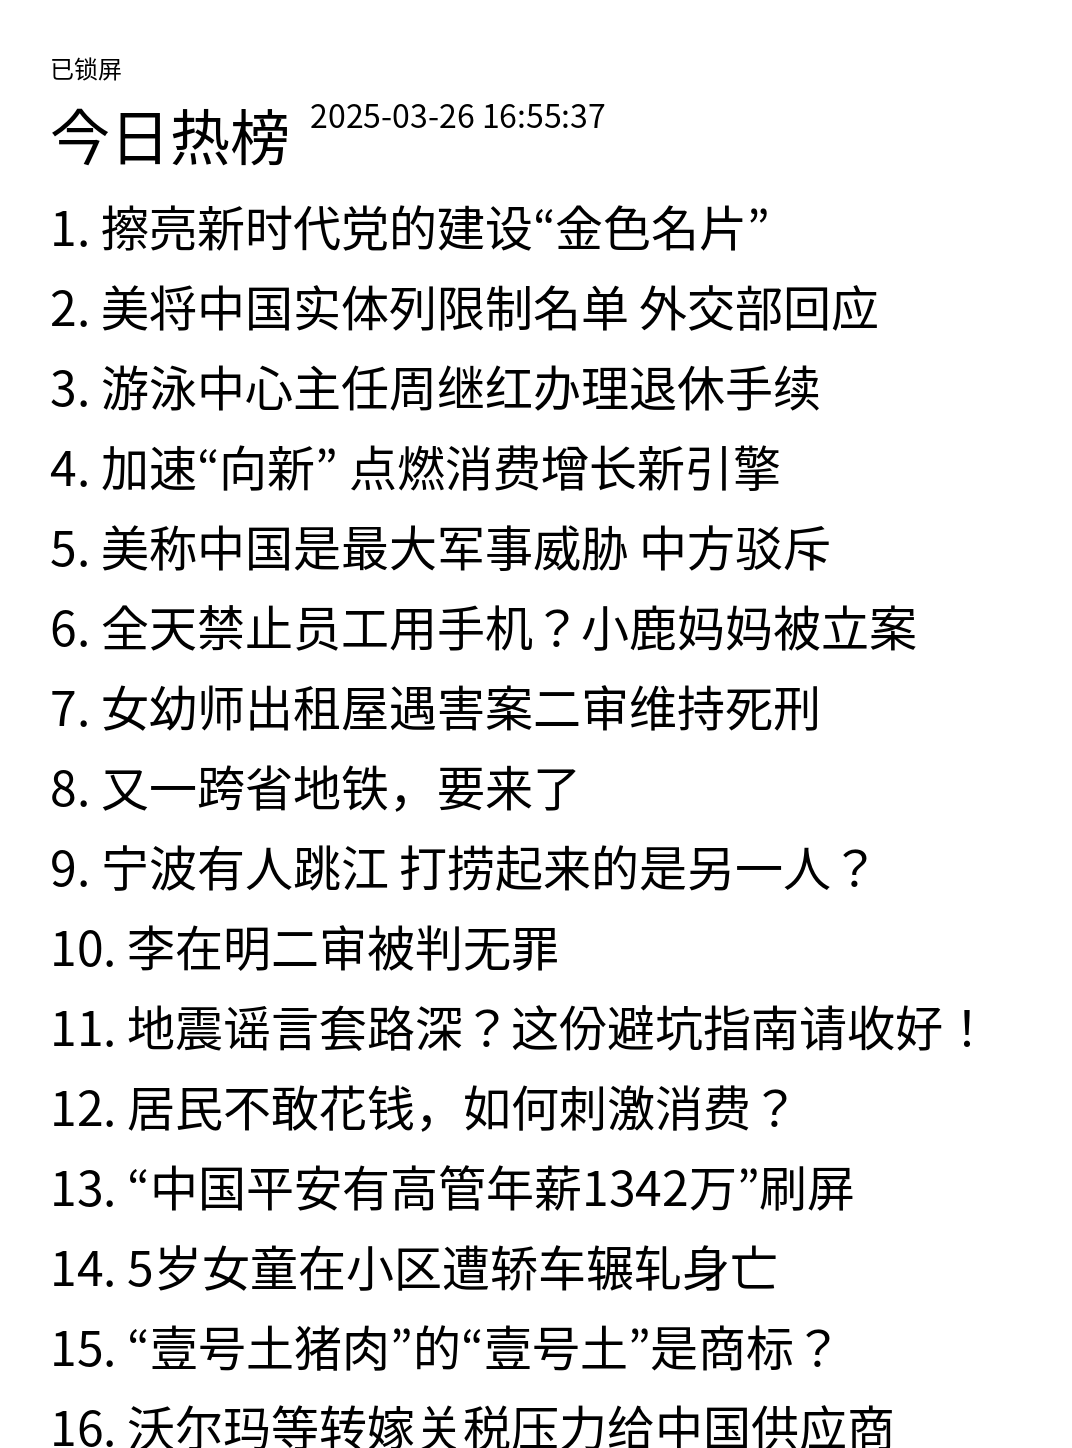 已锁屏
今日热榜 2025-03-26 16:55:37
1. 擦亮新时代党的建设“金色名片”
2. 美将中国实体列限制名单 外交部回应
3. 游泳中心主任周继红办理退休手续
4. 加速“向新” 点燃消费增长新引擎
5. 美称中国是最大军事威胁 中方驳斥
6. 全天禁止员工用手机？小鹿妈妈被立案
7. 女幼师出租屋遇害案二审维持死刑
8. 又一跨省地铁，要来了
9. 宁波有人跳江 打捞起来的是另一人？
10. 李在明二审被判无罪
11. 地震谣言套路深？这份避坑指南请收好！
12. 居民不敢花钱，如何刺激消费？
13. “中国平安有高管年薪1342万”刷屏
14. 5岁女童在小区遭轿车辗轧身亡
15. “壹号土猪肉”的“壹号土”是商标？
16. 沃尔玛等转嫁关税压力给中国供应商